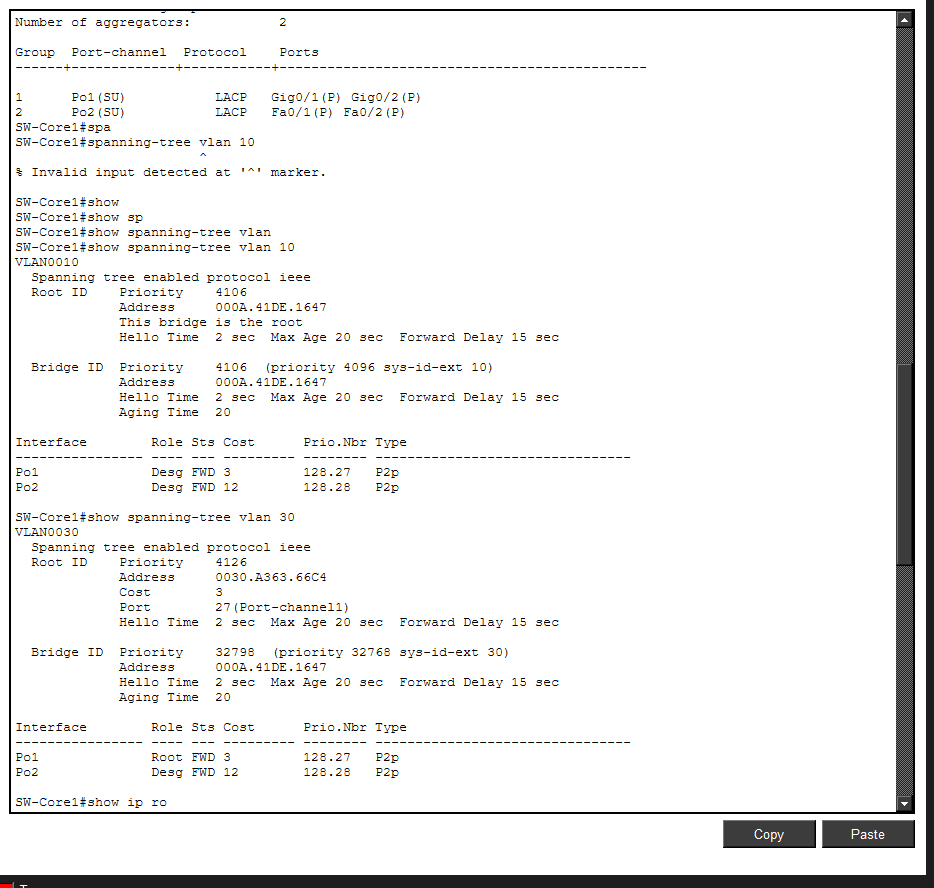 Number of aggregators:           2

Group  Port-channel  Protocol    Ports
------+-------------+-----------+----------------------------------------------

1      Po1(SU)           LACP   Gig0/1(P) Gig0/2(P)
2      Po2(SU)           LACP   Fa0/1(P) Fa0/2(P)
SW-Core1#spa
SW-Core1#spanning-tree vlan 10
                       ^
% Invalid input detected at '^' marker.

SW-Core1#show
SW-Core1#show sp
SW-Core1#show spanning-tree vlan
SW-Core1#show spanning-tree vlan 10
VLAN0010
  Spanning tree enabled protocol ieee
  Root ID    Priority    4106
             Address     000A.41DE.1647
             This bridge is the root
             Hello Time  2 sec  Max Age 20 sec  Forward Delay 15 sec

  Bridge ID  Priority    4106  (priority 4096 sys-id-ext 10)
             Address     000A.41DE.1647
             Hello Time  2 sec  Max Age 20 sec  Forward Delay 15 sec
             Aging Time  20

Interface        Role Sts Cost      Prio.Nbr Type
---------------- ---- --- --------- -------- --------------------------------
Po1              Desg FWD 3         128.27   P2p
Po2              Desg FWD 12        128.28   P2p

SW-Core1#show spanning-tree vlan 30
VLAN0030
  Spanning tree enabled protocol ieee
  Root ID    Priority    4126
             Address     0030.A363.66C4
             Cost        3
             Port        27(Port-channel1)
             Hello Time  2 sec  Max Age 20 sec  Forward Delay 15 sec

  Bridge ID  Priority    32798  (priority 32768 sys-id-ext 30)
             Address     000A.41DE.1647
             Hello Time  2 sec  Max Age 20 sec  Forward Delay 15 sec
             Aging Time  20

Interface        Role Sts Cost      Prio.Nbr Type
---------------- ---- --- --------- -------- --------------------------------
Po1              Root FWD 3         128.27   P2p
Po2              Desg FWD 12        128.28   P2p

SW-Core1#show ip ro
Copy Paste